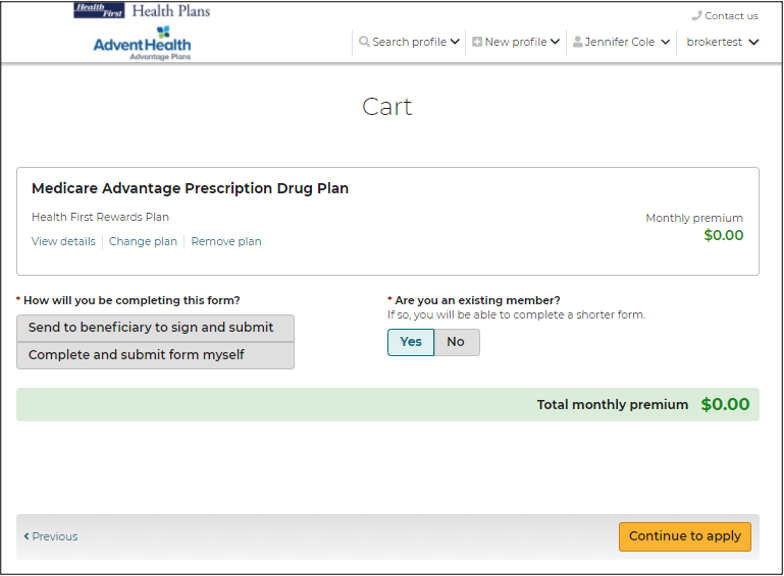 Health First Health Plans
Contact us
AdventHealth
Advantage Plans
Search profile
New profile
Jennifer Cole
brokertest
Cart
Medicare Advantage Prescription Drug Plan
Health First Rewards Plan
Monthly premium
$0.00
View details Change plan Remove plan
* How will you be completing this form?
Send to beneficiary to sign and submit
Complete and submit form myself
* Are you an existing member?
If so, you will be able to complete a shorter form.
Yes No
Total monthly premium $0.00
Previous
Continue to apply